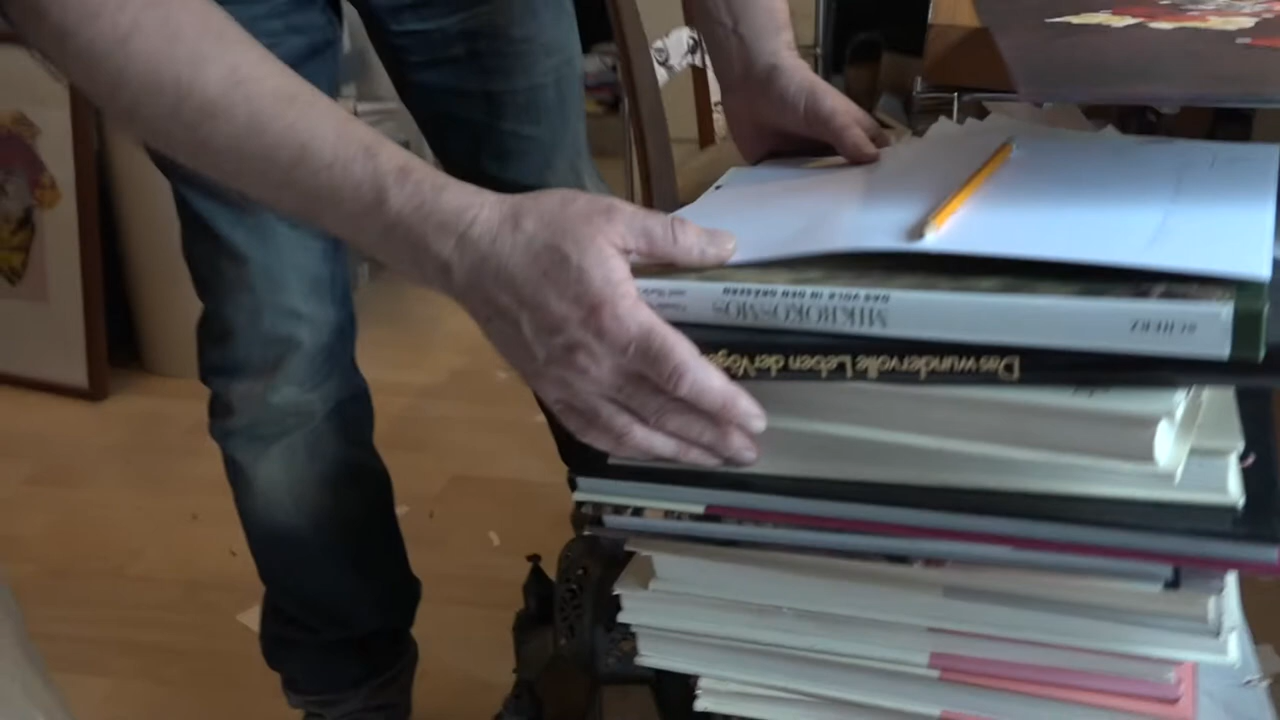 SCHERZ
MIKROKOSMOS
DAS VOLK IN DEN GRÄSERN
Das wundervolle Leben der Vögel